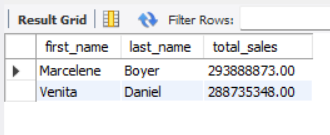 Result Grid Filter Rows:
first_name last_name total_sales
Marcelene Boyer 293888873.00
Venita Daniel 288735348.00